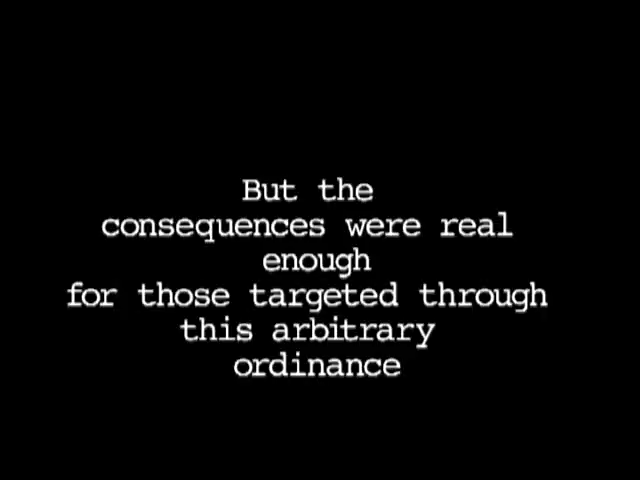 But the
consequences were real
enough
for those targeted through
this arbitrary
ordinance